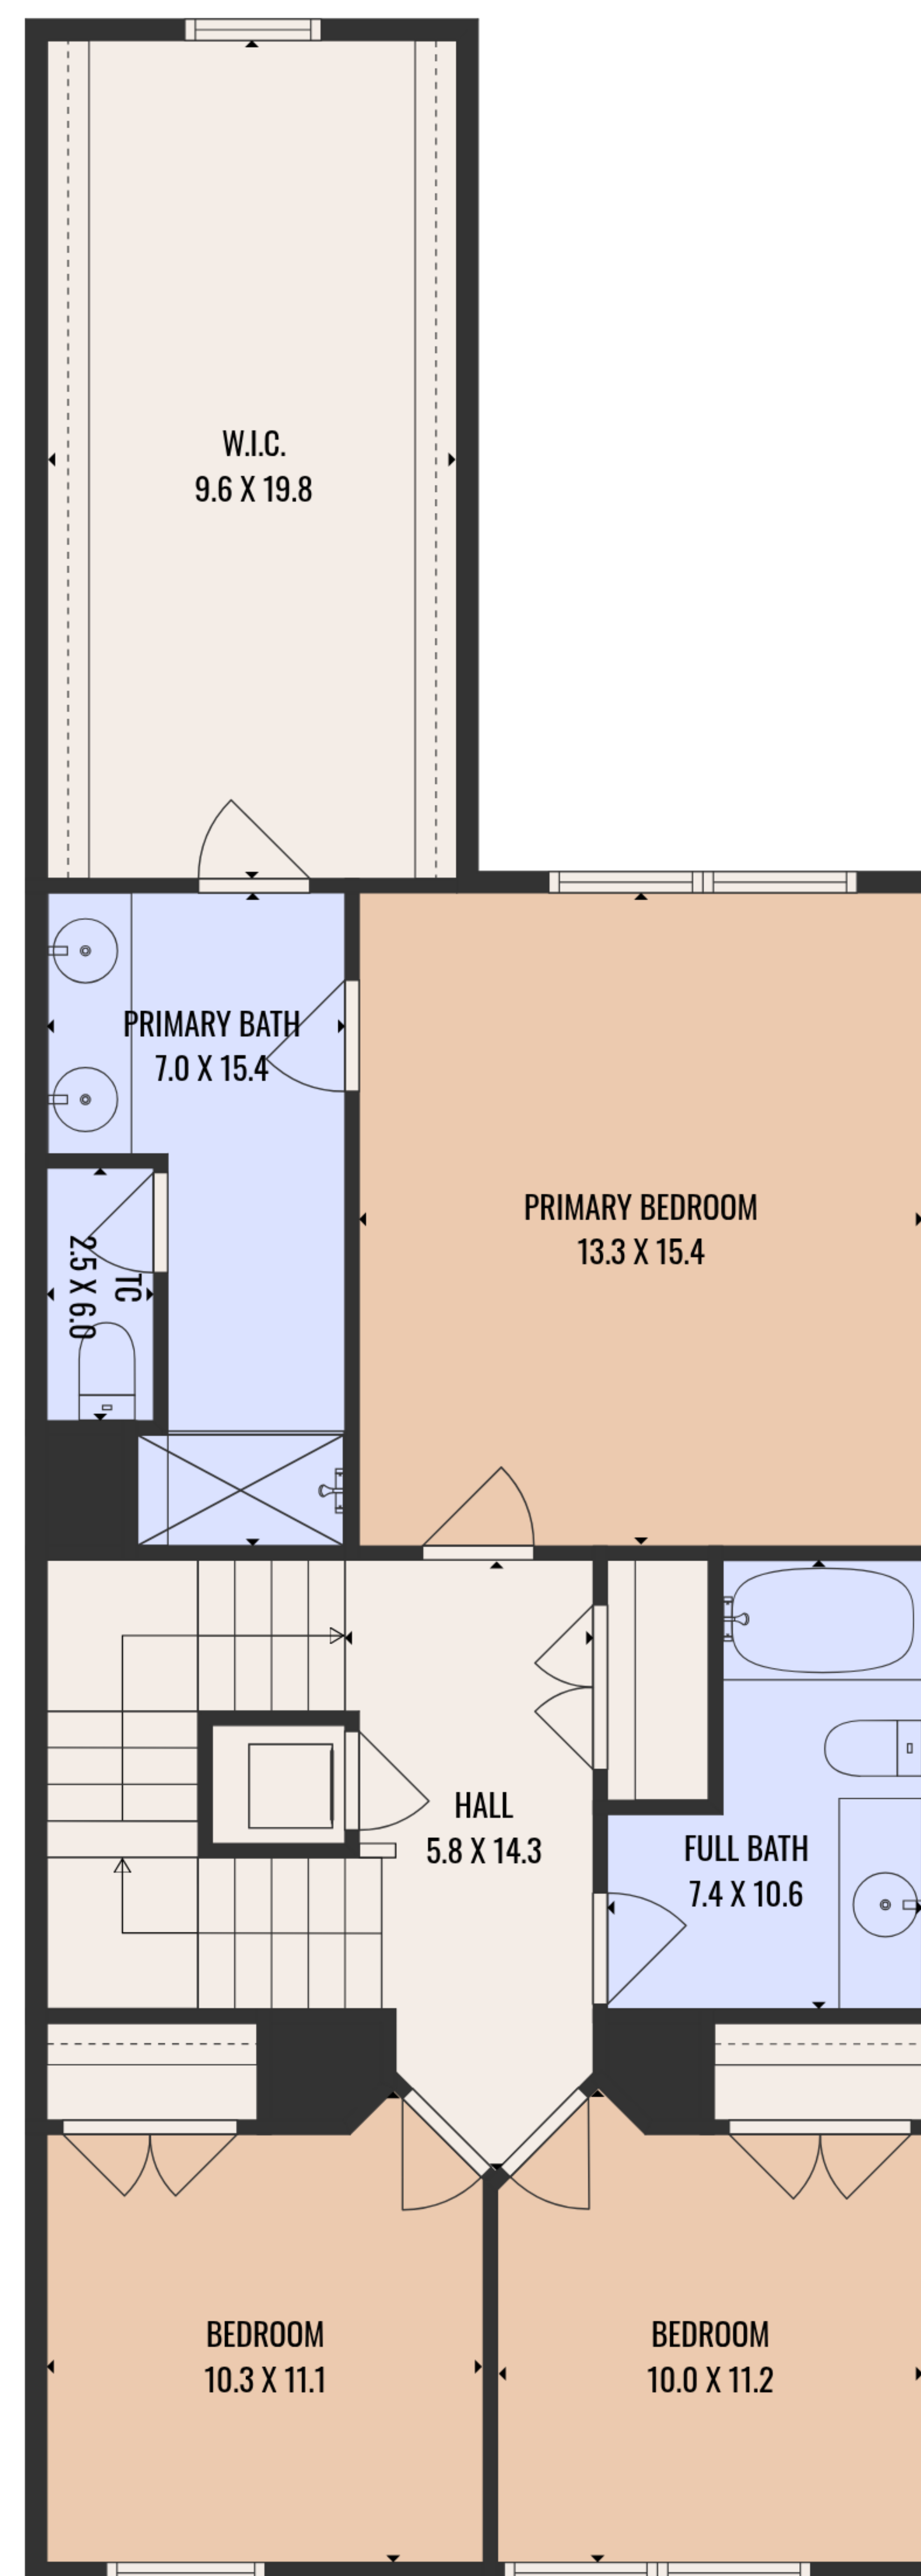 W.I.C.
9.6 X 19.8
PRIMARY BATH
7.0 X 15.4
PRIMARY BEDROOM
13.3 X 15.4
TC
2.5 X 6.0
HALL
5.8 X 14.3
FULL BATH
7.4 X 10.6
BEDROOM
10.3 X 11.1
BEDROOM
10.0 X 11.2